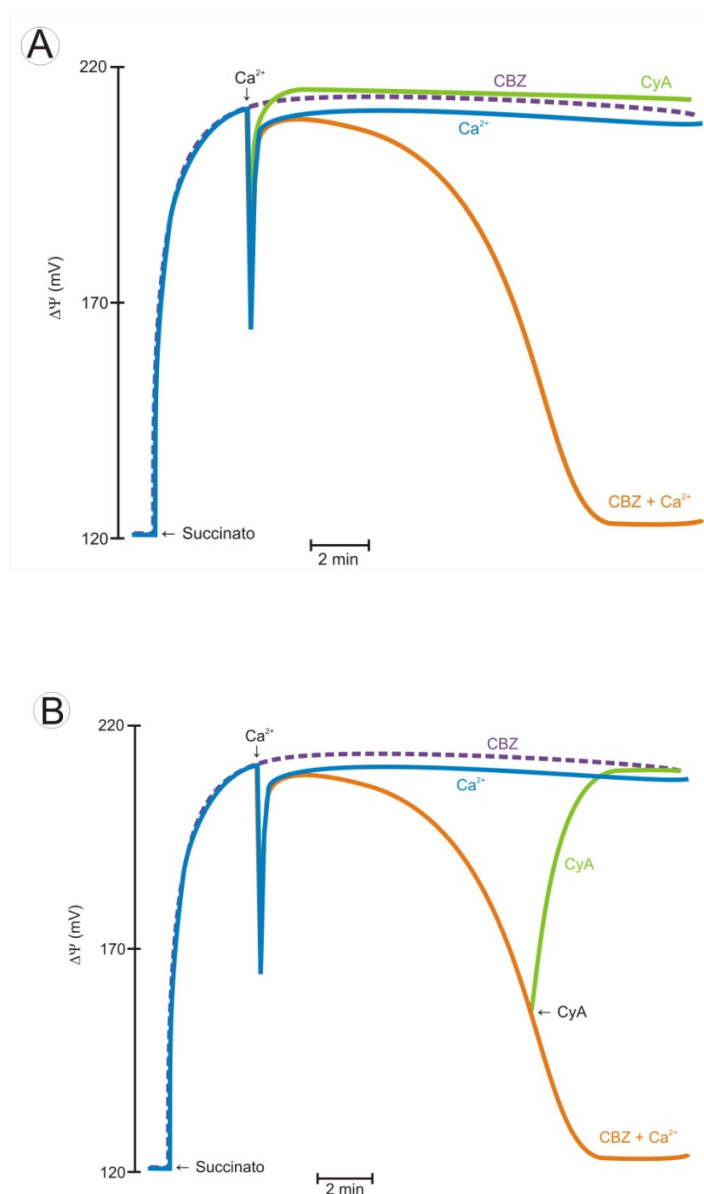 A
220
Ca²⁺
CBZ
CyA
Ca²⁺
170
ΔΨ (mV)
CBZ + Ca²⁺
120
← Succinato
2 min
B
220
Ca²⁺
CBZ
Ca²⁺
170
ΔΨ (mV)
CyA
← CyA
CBZ + Ca²⁺
120
← Succinato
2 min